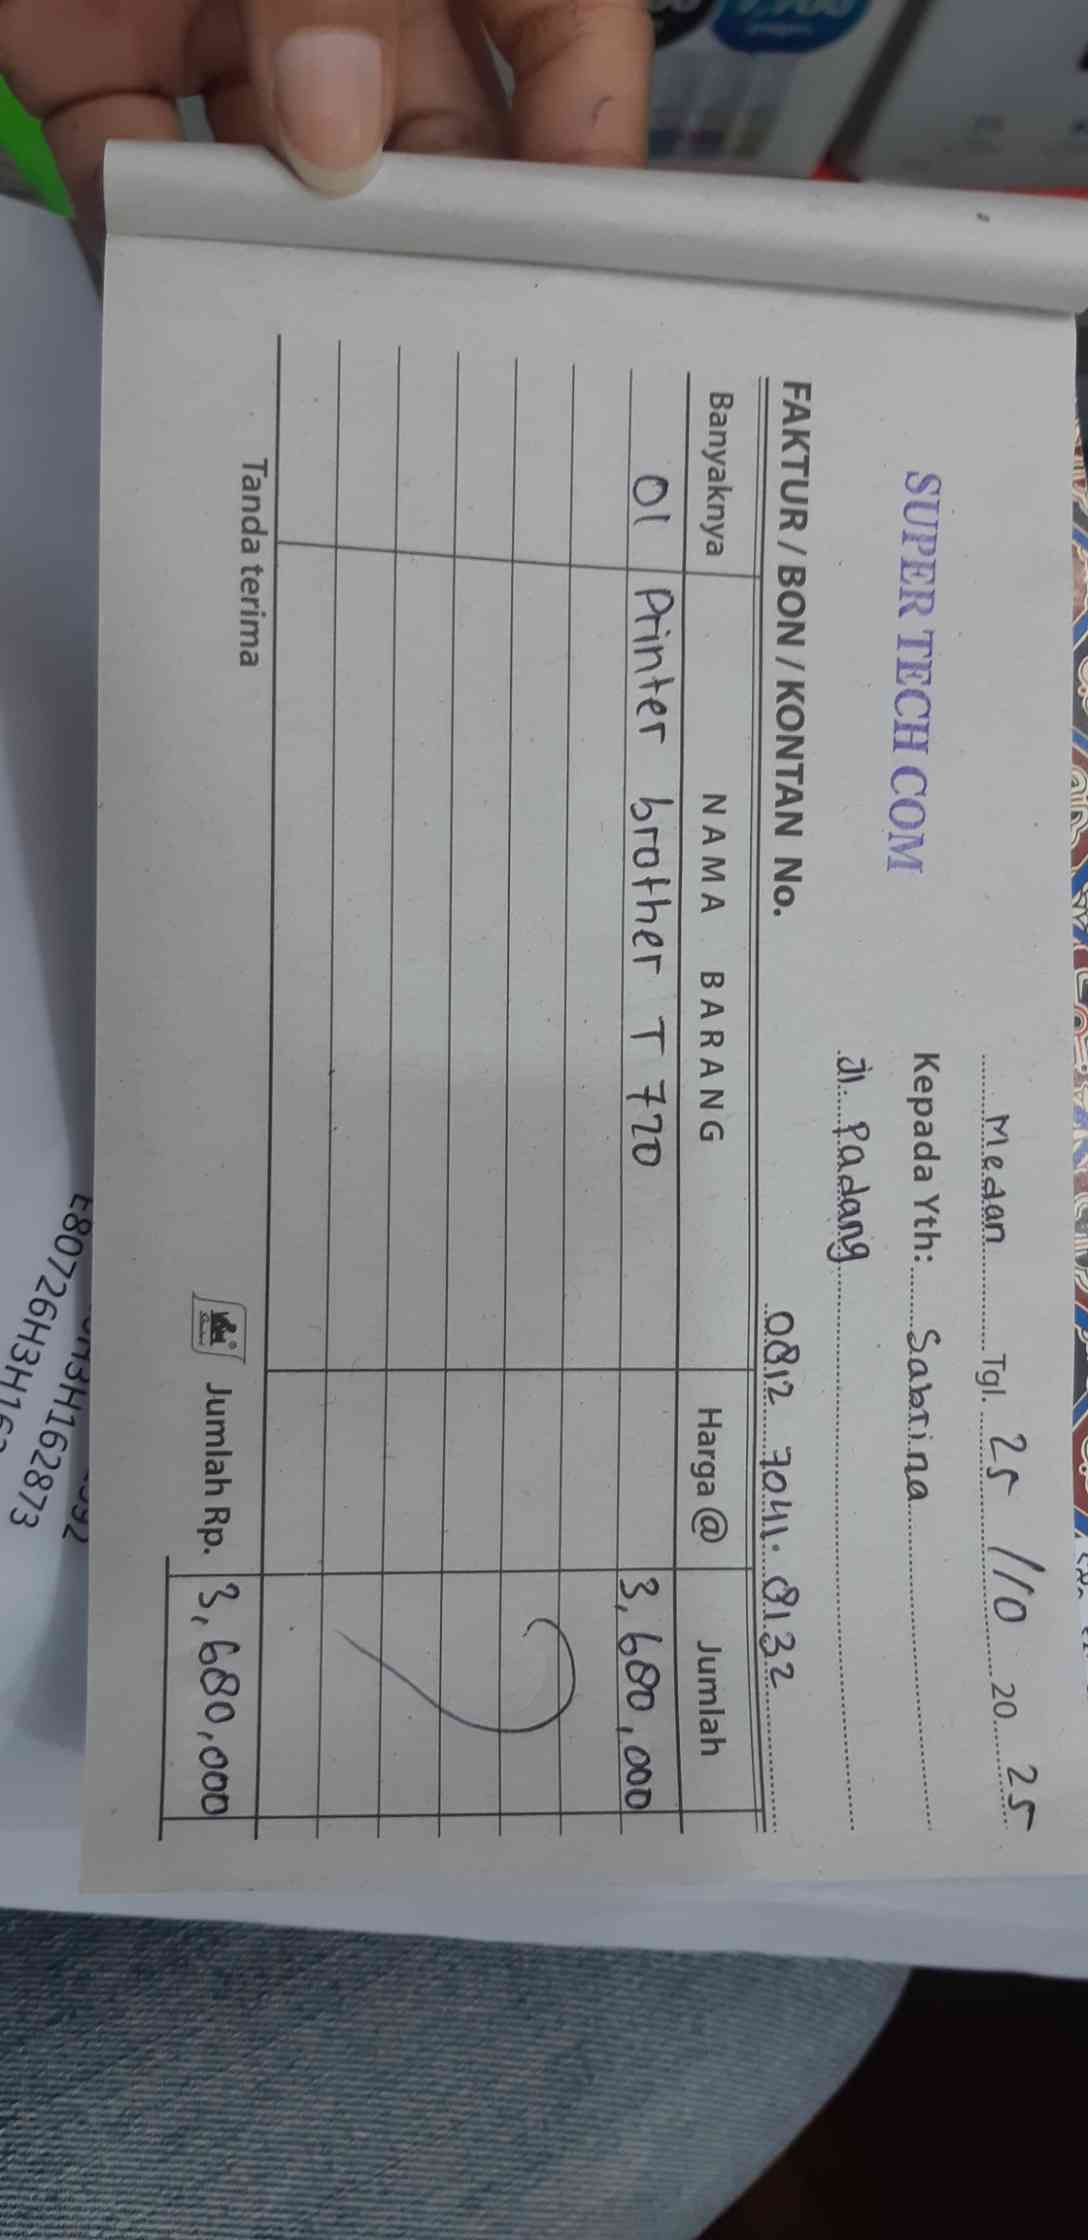 Medan Tgl. 25/10 20 25
SUPER TECH COM
Kepada Yth: Sabrina
Jl. Padang
FAKTUR / BON / KONTAN No.
0812 7041. 8132
Banyaknya NAMA BARANG Harga @ Jumlah
01 Printer brother T 720 3,680,000
Tanda terima
Jumlah Rp. 3,680,000
E80726H3H162873